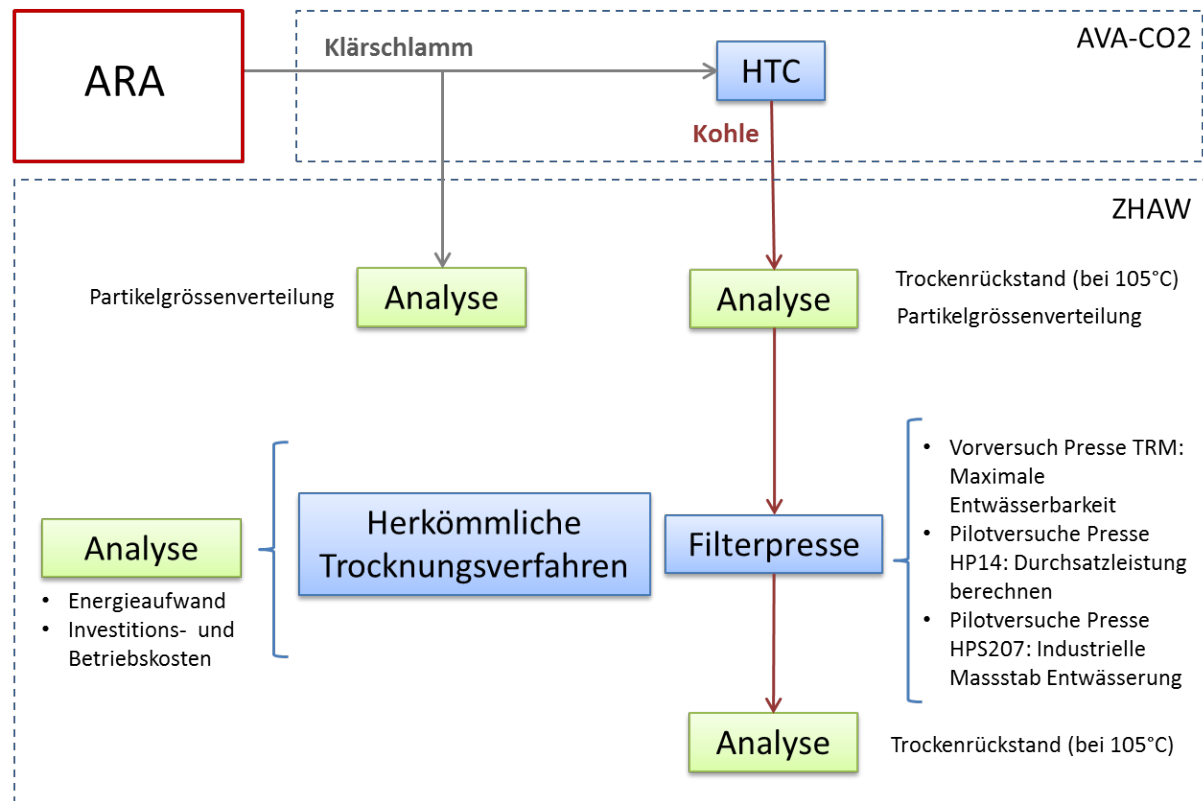 ARA
Klärschlamm
HTC
AVA-CO2
Kohle
ZHAW
Partikelgrössenverteilung
Analyse
Analyse
Trockenrückstand (bei 105°C)
Partikelgrössenverteilung
Analyse
• Energieaufwand
• Investitions- und
Betriebskosten
Herkömmliche
Trocknungsverfahren
Filterpresse
• Vorversuch Presse TRM:
Maximale
Entwässerbarkeit
• Pilotversuche Presse
HP14: Durchsatzleistung
berechnen
• Pilotversuche Presse
HPS207: Industrielle
Massstab Entwässerung
Analyse
Trockenrückstand (bei 105°C)